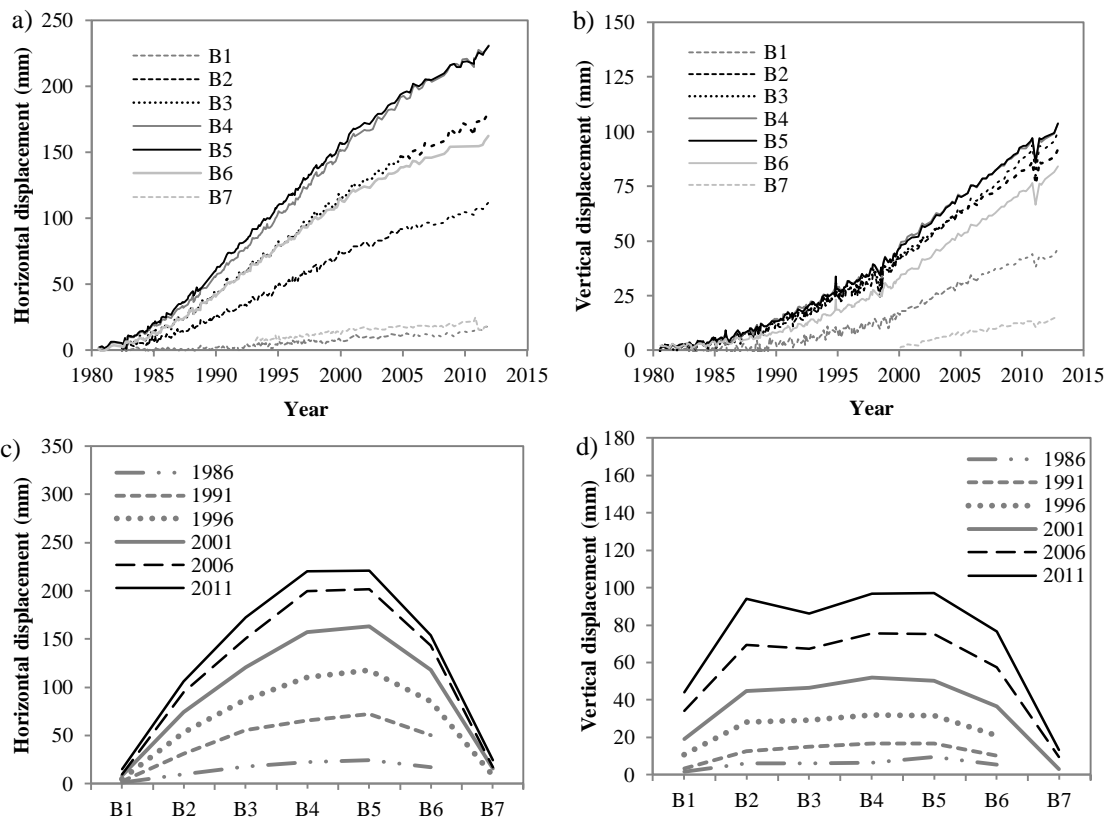 a)
Horizontal displacement (mm)
250
200
150
100
50
0
B1
B2
B3
B4
B5
B6
B7
1980 1985 1990 1995 2000 2005 2010 2015
Year
b)
Vertical displacement (mm)
150
125
100
75
50
25
0
B1
B2
B3
B4
B5
B6
B7
1980 1985 1990 1995 2000 2005 2010 2015
Year
c)
Horizontal displacement (mm)
350
300
250
200
150
100
50
0
1986
1991
1996
2001
2006
2011
B1 B2 B3 B4 B5 B6 B7
d)
Vertical displacement (mm)
180
160
140
120
100
80
60
40
20
0
1986
1991
1996
2001
2006
2011
B1 B2 B3 B4 B5 B6 B7